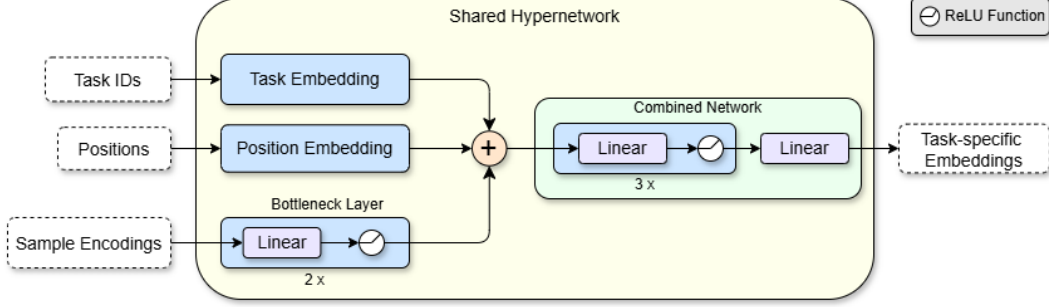 Shared Hypernetwork
ReLU Function
Task IDs
Task Embedding
Positions
Position Embedding
+
Sample Encodings
Bottleneck Layer
Linear
2 x
Combined Network
Linear
3 x
Linear
Task-specific
Embeddings